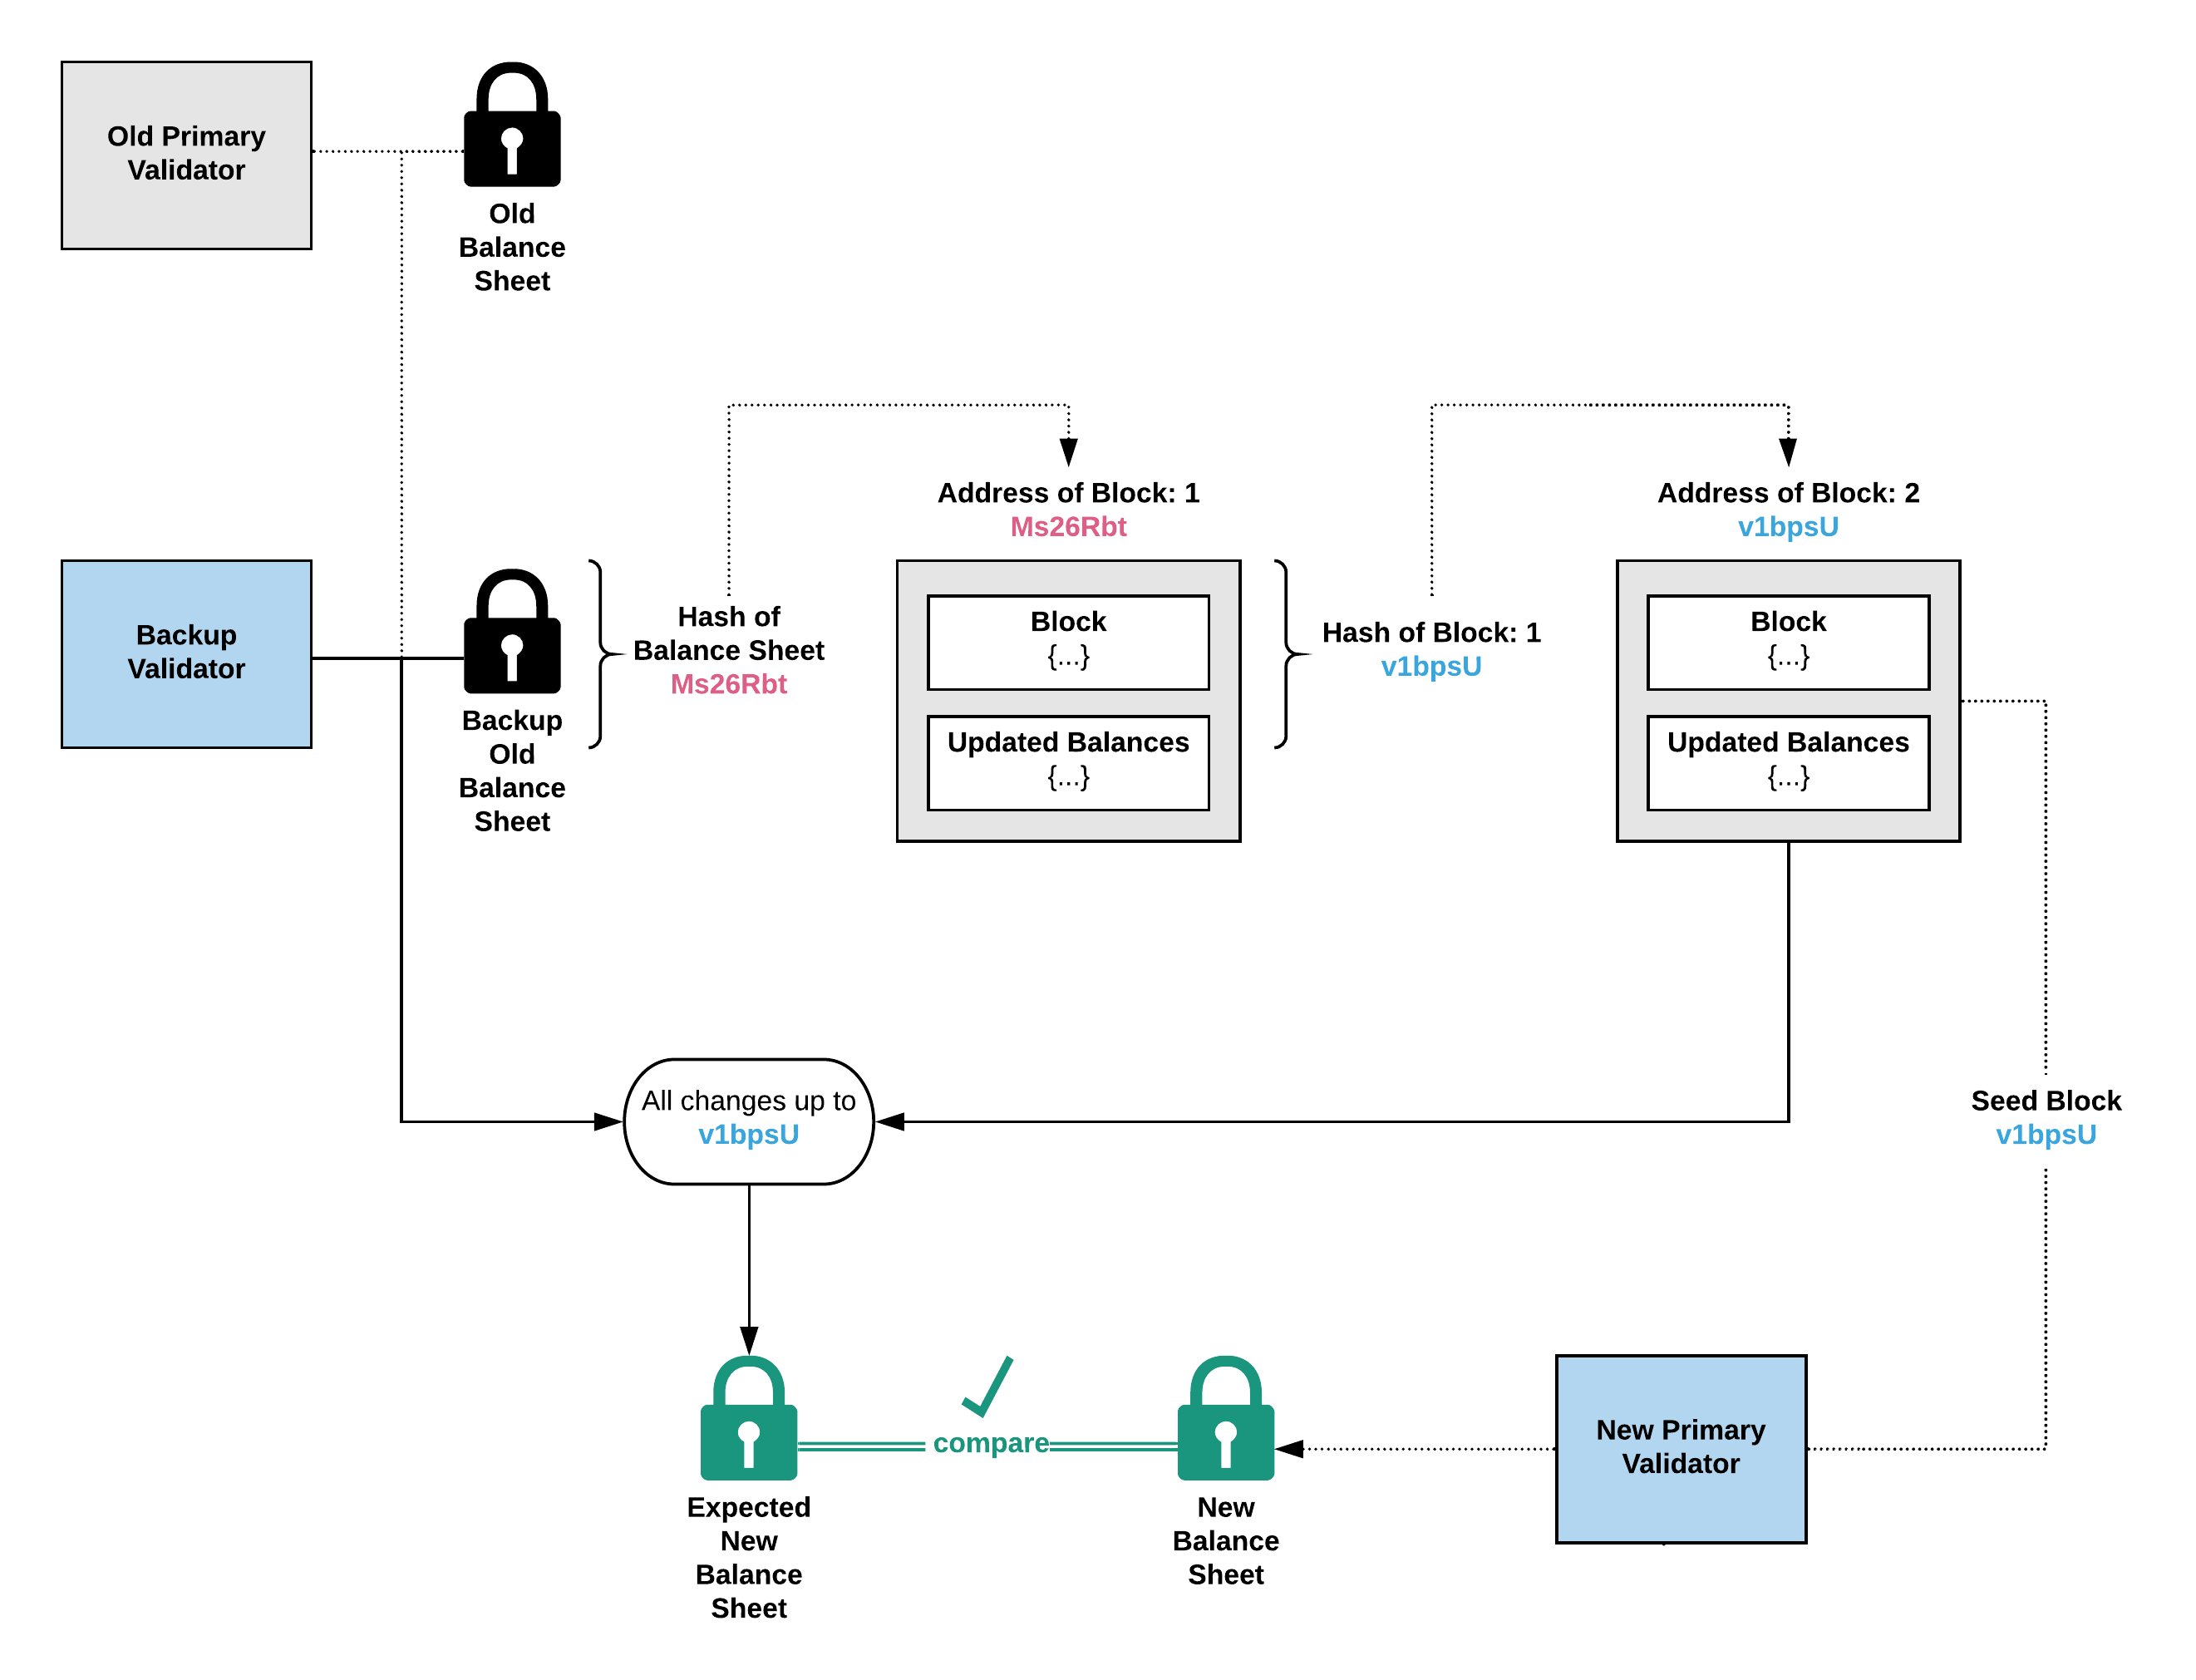 Old Primary
Validator
Old
Balance
Sheet
Address of Block: 1
Ms26Rbt
Address of Block: 2
v1bpsU
Backup
Validator
Backup
Old
Balance
Sheet
Hash of
Balance Sheet
Ms26Rbt
Block
{...}
Updated Balances
{...}
Hash of Block: 1
v1bpsU
Block
{...}
Updated Balances
{...}
All changes up to
v1bpsU
Seed Block
v1bpsU
Expected
New
Balance
Sheet
compare
New
Balance
Sheet
New Primary
Validator